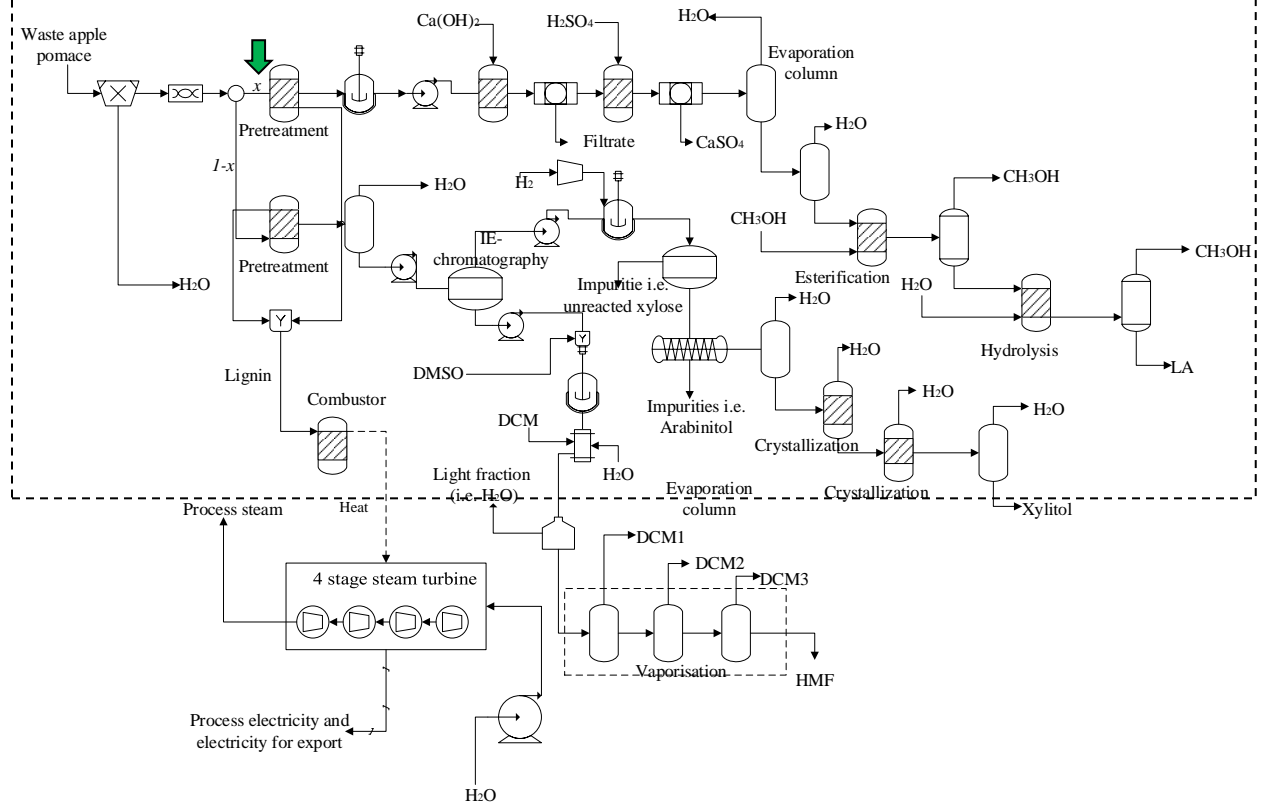 Waste apple
pomace
Ca(OH)2
H2SO4
H2O
Evaporation
column
x
Pretreatment
Filtrate
CaSO4
H2O
1-x
H2
H2O
CH3OH
CH3OH
IE-
chromatography
Pretreatment
H2O
Impuritie i.e.
unreacted xylose
Esterification
H2O
CH3OH
H2O
Hydrolysis
LA
Lignin
DMSO
H2O
Combustor
DCM
Impurities i.e.
Arabinitol
Crystallization
H2O
H2O
H2O
Light fraction
(i.e. H2O)
Evaporation
column
Crystallization
Xylitol
Process steam
Heat
4 stage steam turbine
DCM1
DCM2
DCM3
Vaporisation
HMF
Process electricity and
electricity for export
H2O
Y
Y